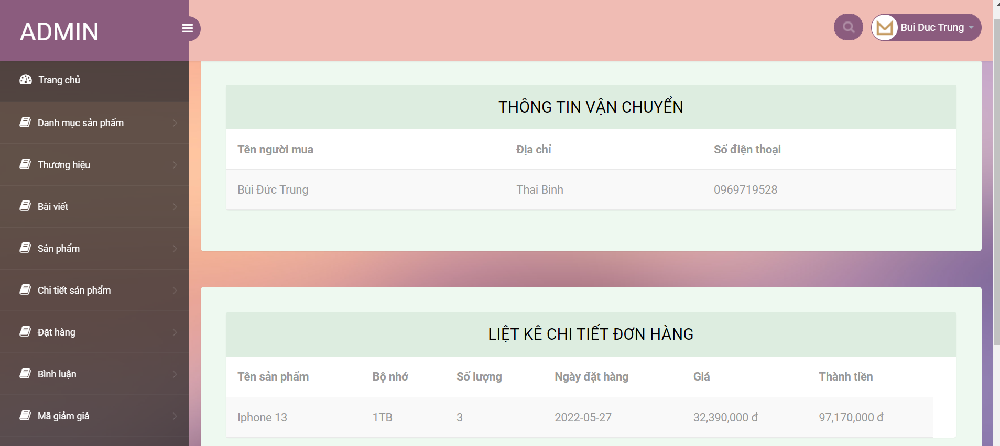 ADMIN
Bui Duc Trung
Trang chủ
Danh mục sản phẩm
Thương hiệu
Bài viết
Sản phẩm
Chi tiết sản phẩm
Đặt hàng
Bình luận
Mã giảm giá
THÔNG TIN VẬN CHUYỂN
Tên người mua Địa chỉ Số điện thoại
Bùi Đức Trung Thai Binh 0969719528
LIỆT KÊ CHI TIẾT ĐƠN HÀNG
Tên sản phẩm Bộ nhớ Số lượng Ngày đặt hàng Giá Thành tiền
Iphone 13 1TB 3 2022-05-27 32,390,000 đ 97,170,000 đ